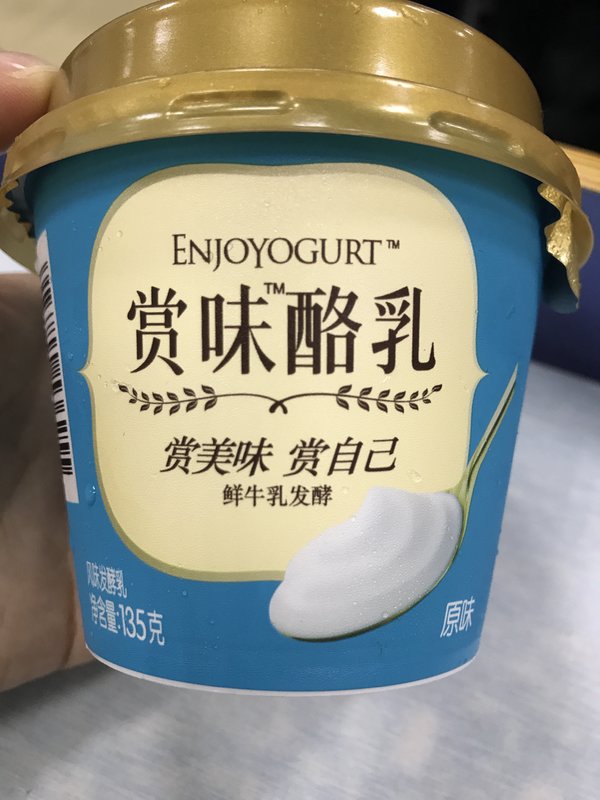 ENJOYOGURT™
赏味™酪乳
赏美味 赏自己
鲜牛乳发酵
风味发酵乳
净含量:135克
原味